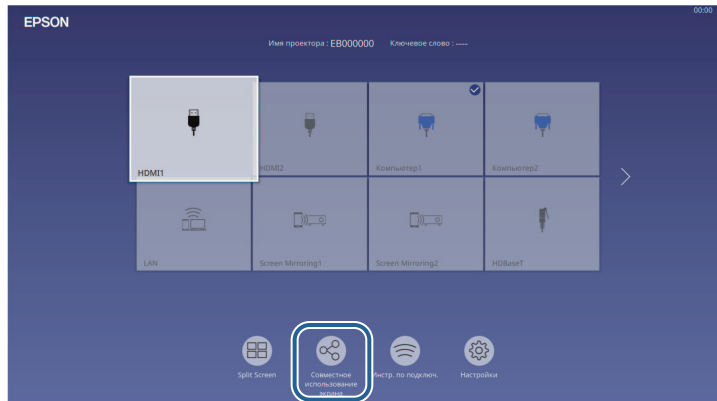 00:00
EPSON
Имя проектора : EB000000 Ключевое слово : ----
HDMI1
HDMI2
Компьютер1
Компьютер2
LAN
Screen Mirroring1
Screen Mirroring2
HDBaseT
Split Screen
Совместное
использование
экрана
Инстр. по подключ.
Настройки